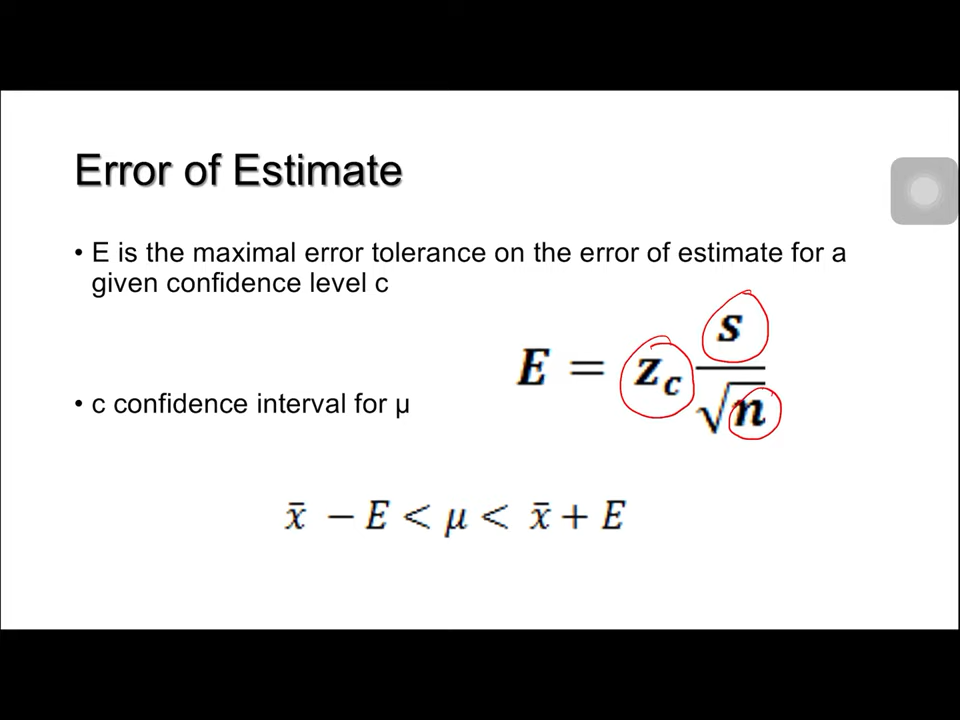 Error of Estimate
• E is the maximal error tolerance on the error of estimate for a
given confidence level c
E = z_c s/√n
• c confidence interval for µ
x̄ − E < µ < x̄ + E